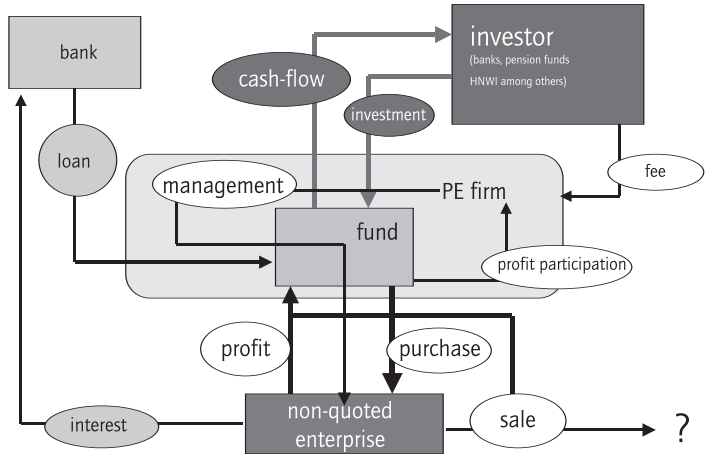 bank
investor
(banks, pension funds
HNWI among others)
cash-flow
investment
loan
fee
management
PE firm
fund
profit participation
profit
purchase
non-quoted
enterprise
sale
?
interest